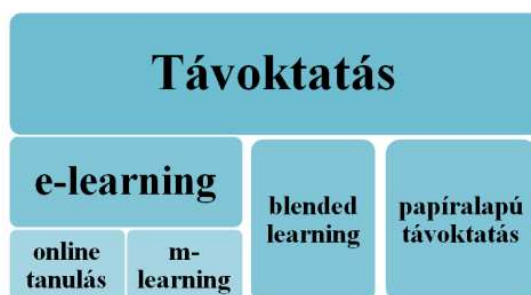 Távoktatás
e-learning
online
tanulás
m-
learning
blended
learning
papíralapú
távoktatás